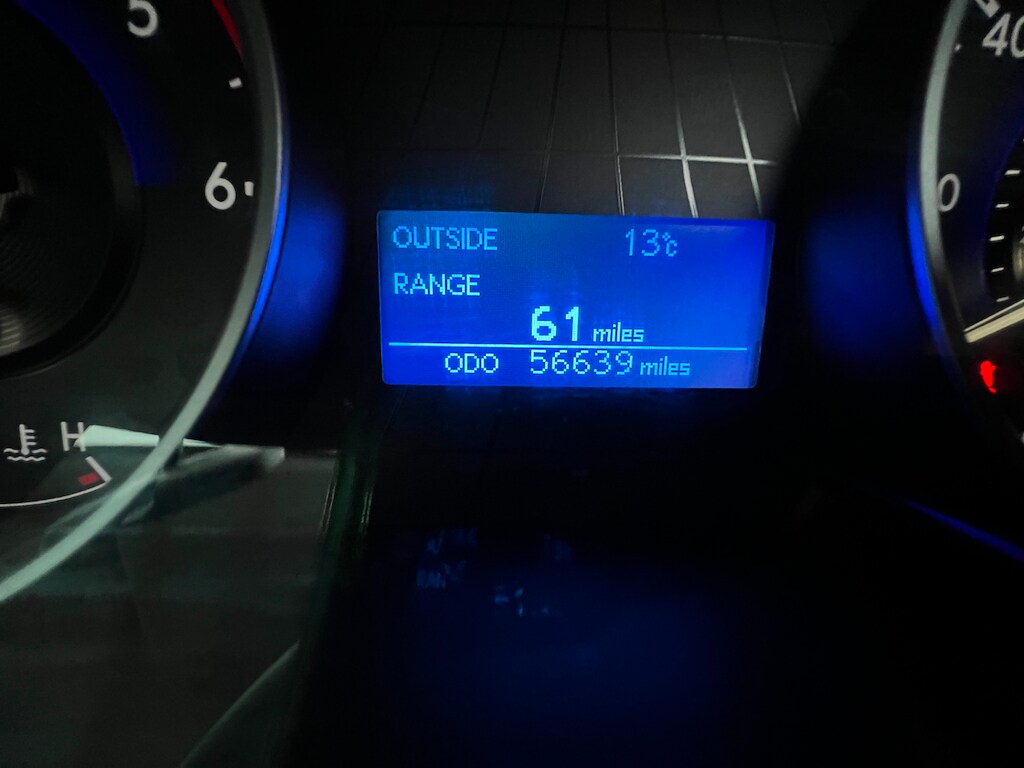 5
40
6
0
OUTSIDE 13℃
RANGE
61 miles
ODO 56639 miles
H